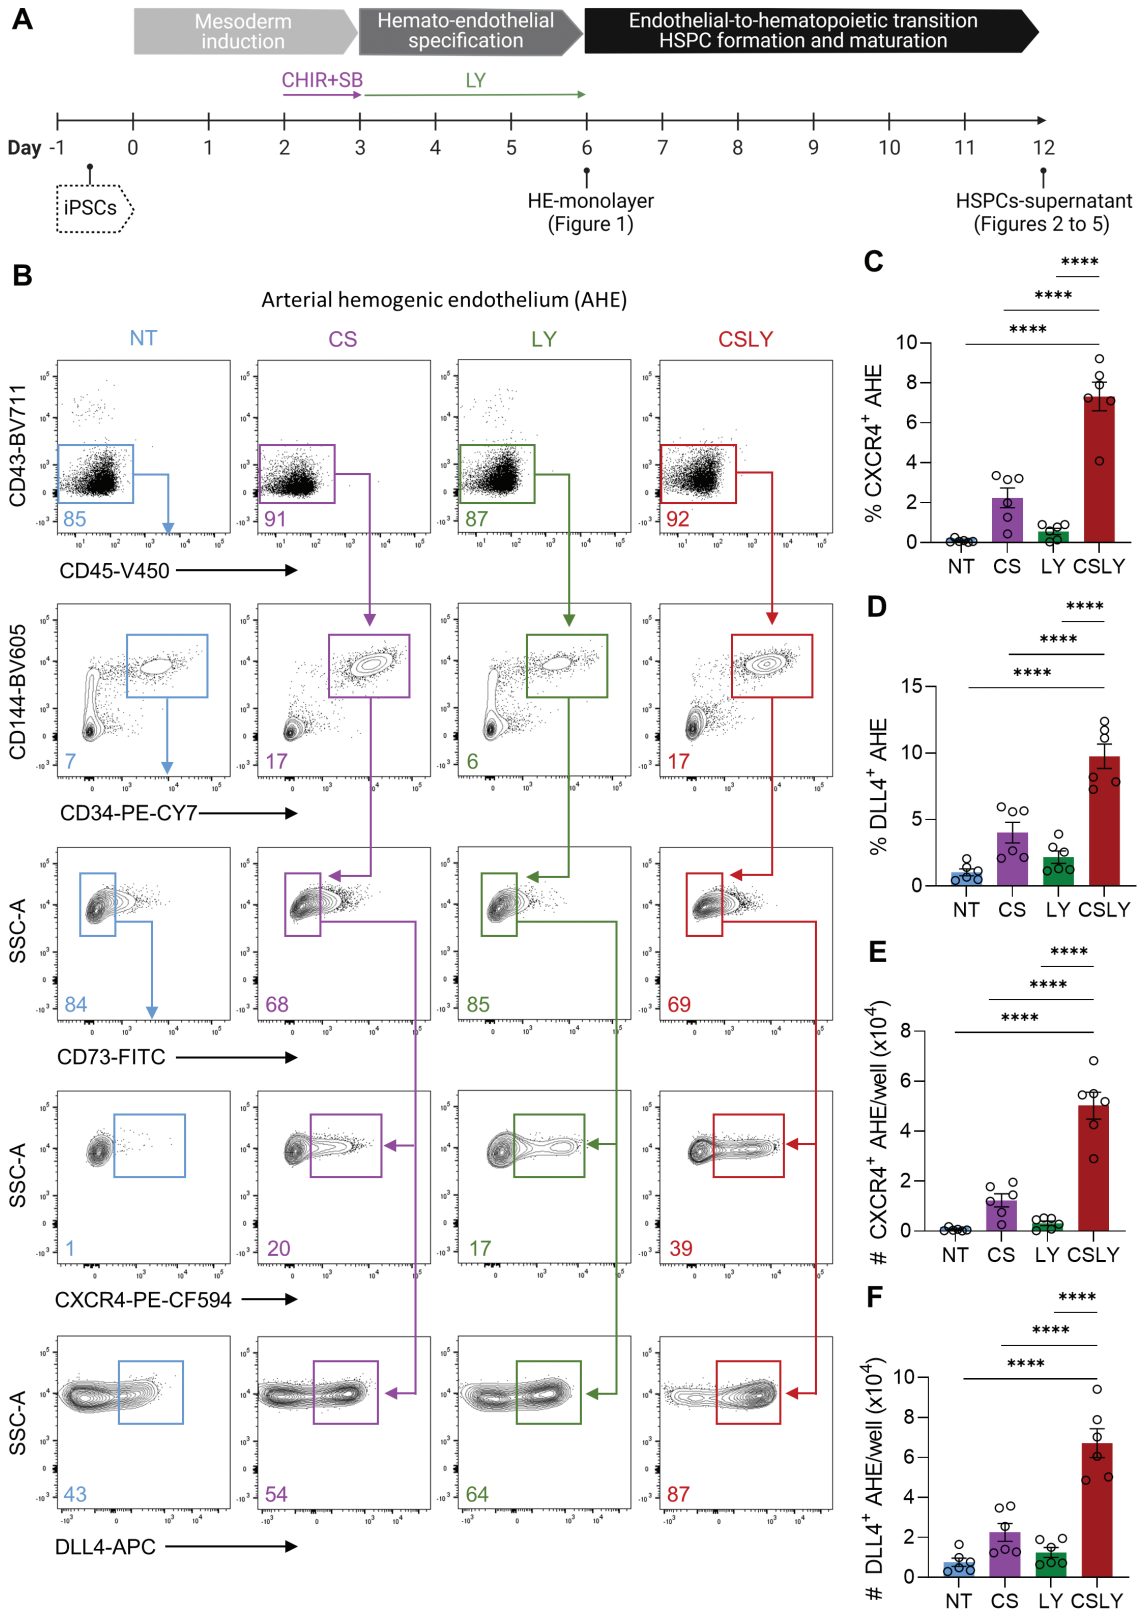 A
Mesoderm
induction
Hemato-endothelial
specification
Endothelial-to-hematopoietic transition
HSPC formation and maturation
CHIR+SB
LY
Day -1 0 1 2 3 4 5 6 7 8 9 10 11 12
iPSCs
HE-monolayer
(Figure 1)
HSPCs-supernatant
(Figures 2 to 5)
B
Arterial hemogenic endothelium (AHE)
NT CS LY CSLY
CD43-BV711
85 91 87 92
CD45-V450
CD144-BV605
7 17 6 17
CD34-PE-CY7
SSC-A
84 68 85 69
CD73-FITC
SSC-A
1 20 17 39
CXCR4-PE-CF594
SSC-A
43 54 64 87
DLL4-APC
C
****
****
****
% CXCR4+ AHE
10
8
6
4
2
0
NT CS LY CSLY
D
****
****
****
% DLL4+ AHE
15
10
5
0
NT CS LY CSLY
E
****
****
****
# CXCR4+ AHE/well (x104)
8
6
4
2
0
NT CS LY CSLY
F
****
****
****
# DLL4+ AHE/well (x104)
10
8
6
4
2
0
NT CS LY CSLY